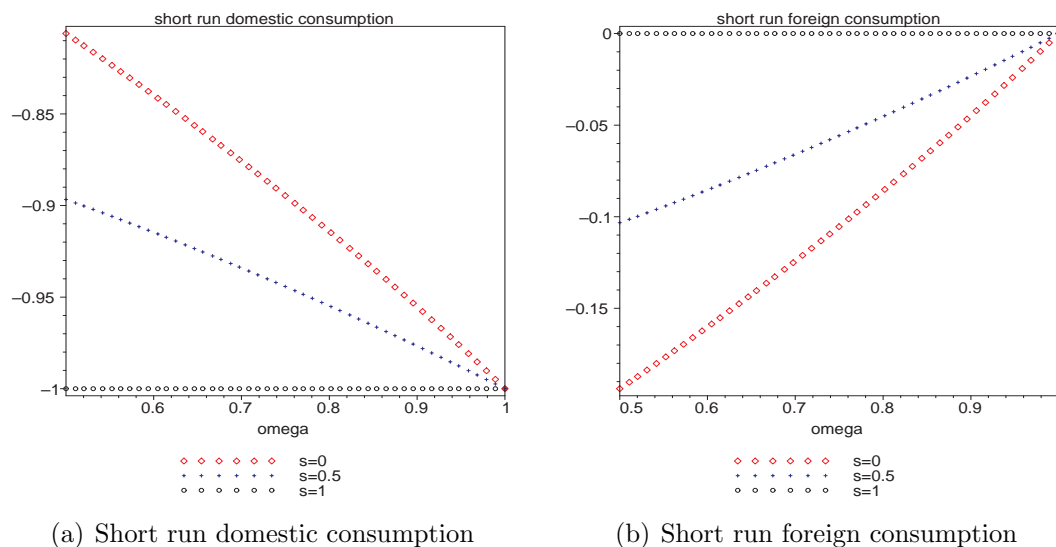 short run domestic consumption
−0.85
−0.9
−0.95
−1
0.6 0.7 0.8 0.9 1
omega
s=0
s=0.5
s=1
(a) Short run domestic consumption
short run foreign consumption
0
−0.05
−0.1
−0.15
0.5 0.6 0.7 0.8 0.9
omega
s=0
s=0.5
s=1
(b) Short run foreign consumption